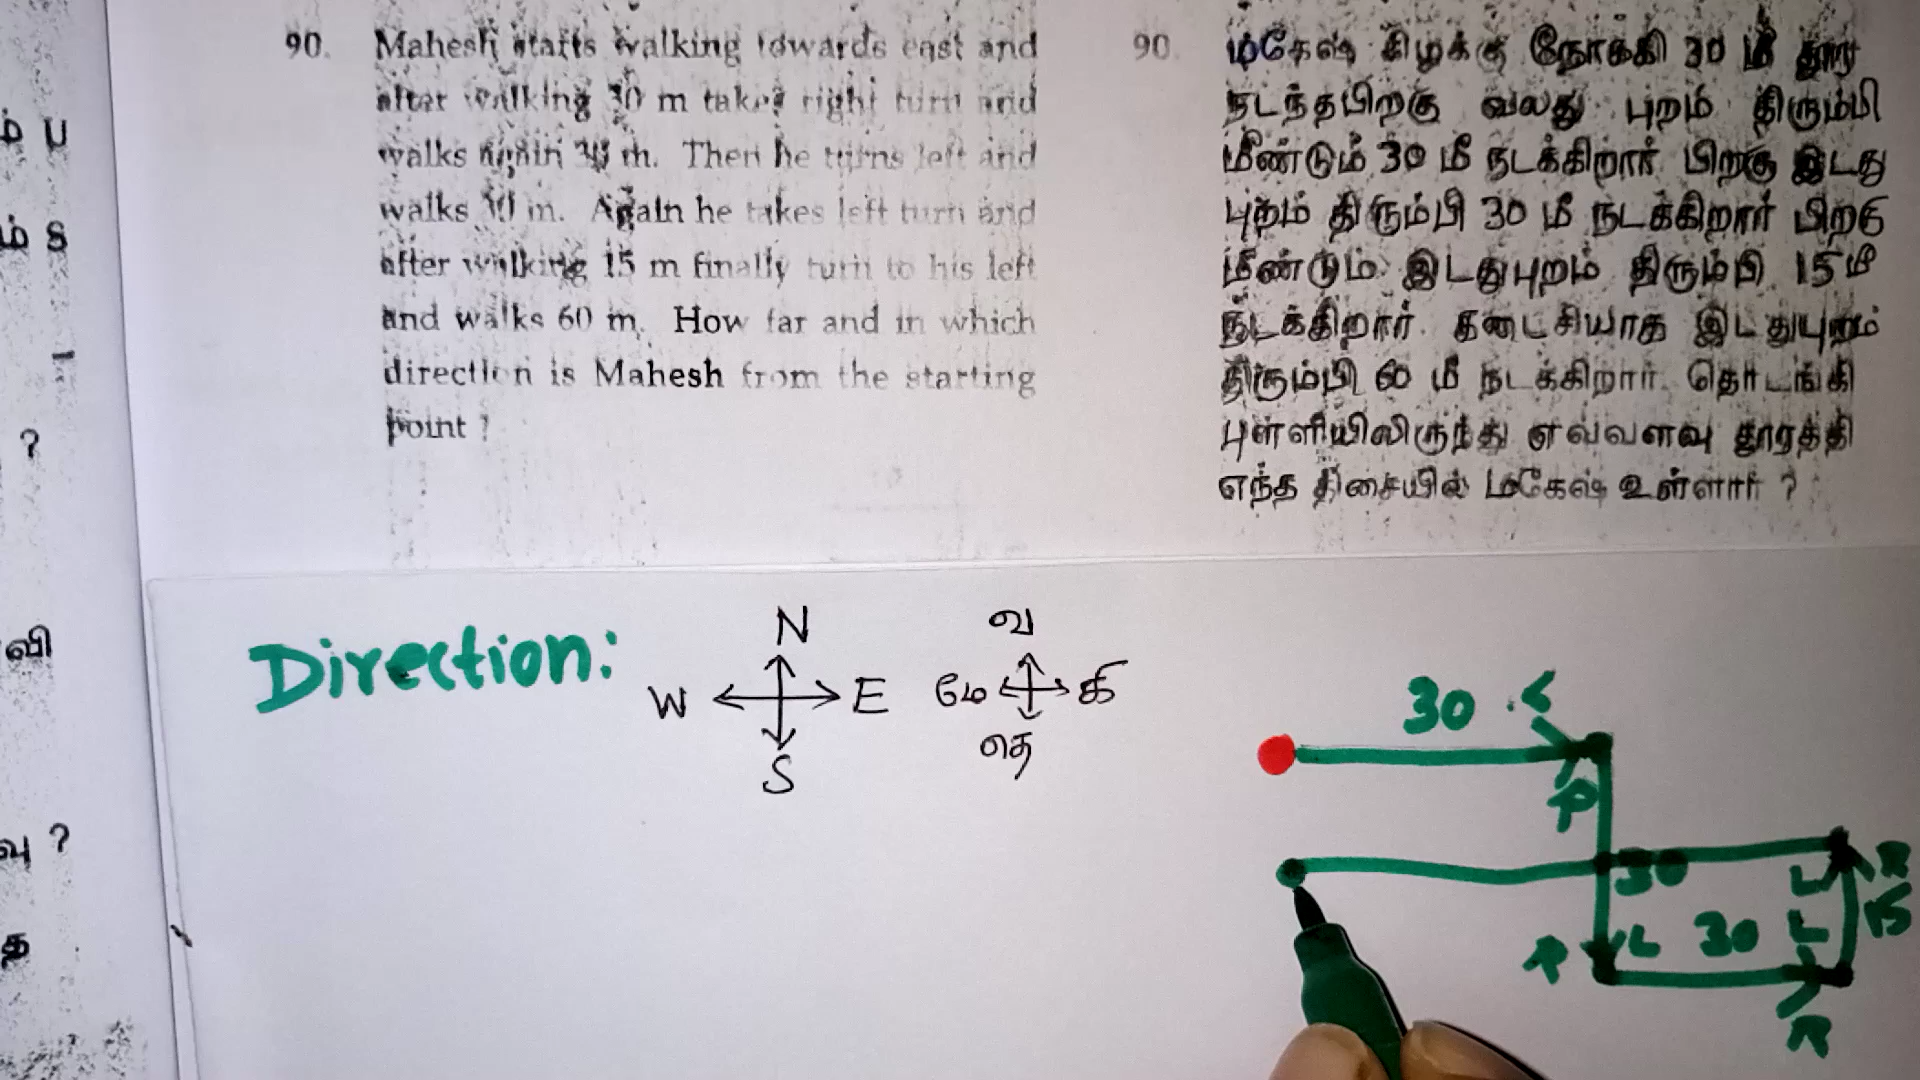 90. Mahesh starts walking towards east and
after walking 30 m takes right turn and
walks again 30 m. Then he turns left and
walks 30 m. Again he takes left turn and
after walking 15 m finally turn to his left
and walks 60 m. How far and in which
direction is Mahesh from the starting
point ?
90. மகேஷ் கிழக்கு நோக்கி 30 மீ தூர
நடந்தபிறகு வலது புறம் திரும்பி
மீண்டும் 30 மீ நடக்கிறார் பிறகு இடது
புறம் திரும்பி 30 மீ நடக்கிறார் பிறகு
மீண்டும் இடதுபுறம் திரும்பி 15 மீ
நடக்கிறார். கடைசியாக இடதுபுறம்
திரும்பி 60 மீ நடக்கிறார். தொடங்கி
புள்ளியிலிருந்து எவ்வளவு தூரத்தி
எந்த திசையில் மகேஷ் உள்ளார் ?
ம் ப
ம் S
?
வி
வு ?
த
Direction:
N
W E
S
வ
மே கி
தெ
30
30
L
R
15
L 30 L
R